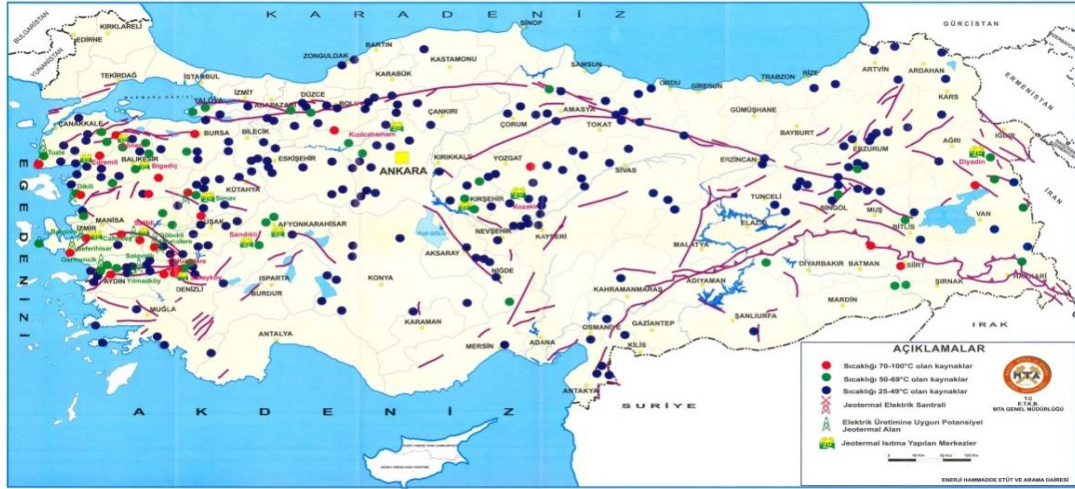 KARADENİZ
BULGARİSTAN
YUNANİSTAN
KIRKLARELİ
EDİRNE
TEKİRDAĞ
İSTANBUL
ZONGULDAK
BARTIN
KASTAMONU
SİNOP
KARABÜK
SAMSUN
ORDU
GİRESUN
TRABZON
RİZE
ARTVİN
ARDAHAN
GÜRCİSTAN
ERMENİSTAN
KARS
YALOVA
İZMİT
ADAPAZARI
DÜZCE
BOLU
ÇANKIRI
ÇORUM
AMASYA
TOKAT
GÜMÜŞHANE
BAYBURT
ÇANAKKALE
BURSA
BİLECİK
Kızılcahamam
ANKARA
KIRIKKALE
YOZGAT
SİVAS
ERZİNCAN
ERZURUM
AĞRI
IĞDIR
Diyadin
İRAN
Tuzla
Edremit
BALIKESİR
Bigadiç
ESKİŞEHİR
KÜTAHYA
Simav
Dikili
MANİSA
İZMİR
UŞAK
AFYONKARAHİSAR
Sandıklı
KIRŞEHİR
Kozaklı
NEVŞEHİR
KAYSERİ
TUNCELİ
BİNGÖL
MUŞ
BİTLİS
VAN
ELAZIĞ
MALATYA
AKSARAY
NİĞDE
KONYA
ISPARTA
BURDUR
DENİZLİ
AYDIN
Yılmazköy
Germencik
MUĞLA
ANTALYA
KARAMAN
MERSİN
ADANA
OSMANİYE
KAHRAMANMARAŞ
GAZİANTEP
KİLİS
ADIYAMAN
ŞANLIURFA
DİYARBAKIR
BATMAN
SİİRT
MARDİN
ŞIRNAK
HAKKARİ
ANTAKYA
IRAK
SURİYE
EGE DENİZİ
AKDENİZ
AÇIKLAMALAR
Sıcaklığı 70-100°C olan kaynaklar
Sıcaklığı 50-69°C olan kaynaklar
Sıcaklığı 25-49°C olan kaynaklar
Jeotermal Elektrik Santrali
Elektrik Üretimine Uygun Potansiyel
Jeotermal Alan
Jeotermal Isıtma Yapılan Merkezler
MTA
T.C
E.T.K.B.
MTA GENEL MÜDÜRLÜĞÜ
ENERJİ HAMMADDE ETÜT VE ARAMA DAİRESİ